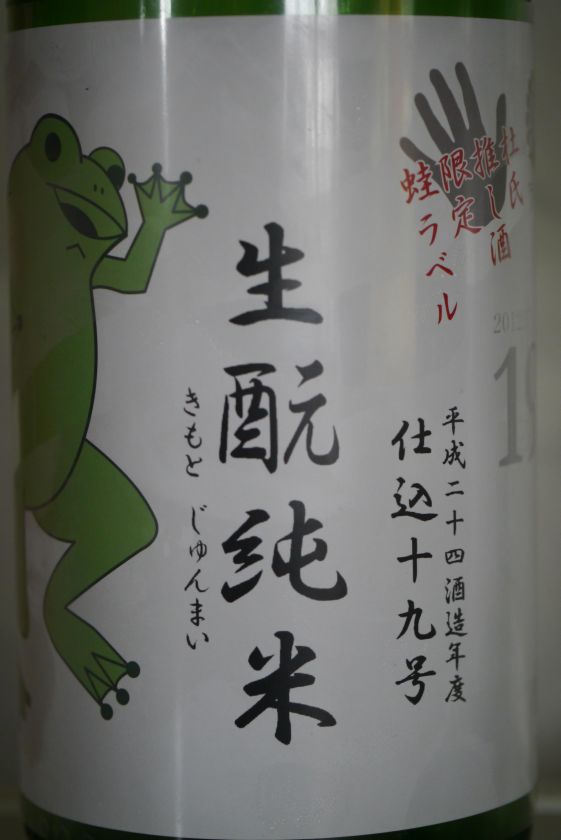 杜氏
推し酒
限定
蛙ラベル
2012
19
平成二十四酒造年度
仕込十九号
生酛純米
きもと じゅんまい